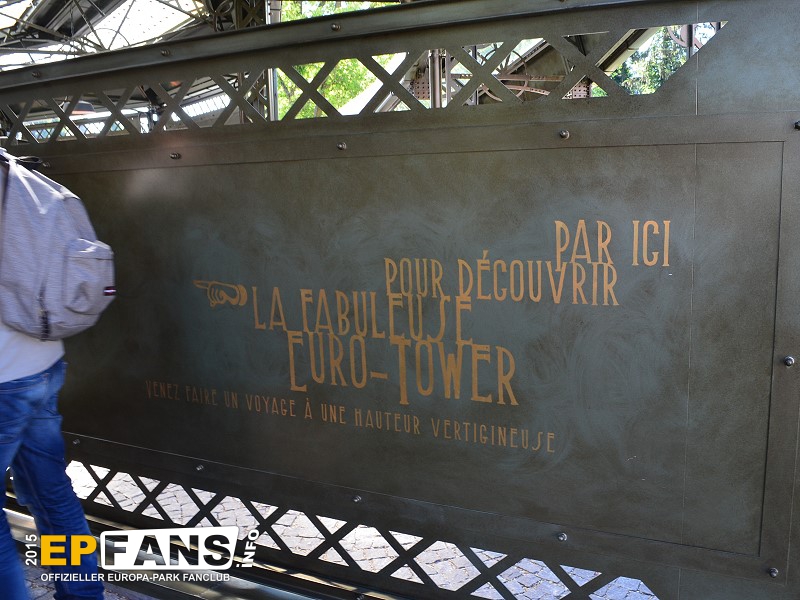 PAR ICI
POUR DÉCOUVRIR
LA FABULEUSE
EURO-TOWER
VENEZ FAIRE UN VOYAGE À UNE HAUTEUR VERTIGINEUSE
2015 EPFANS.INFO
OFFIZIELLER EUROPA-PARK FANCLUB